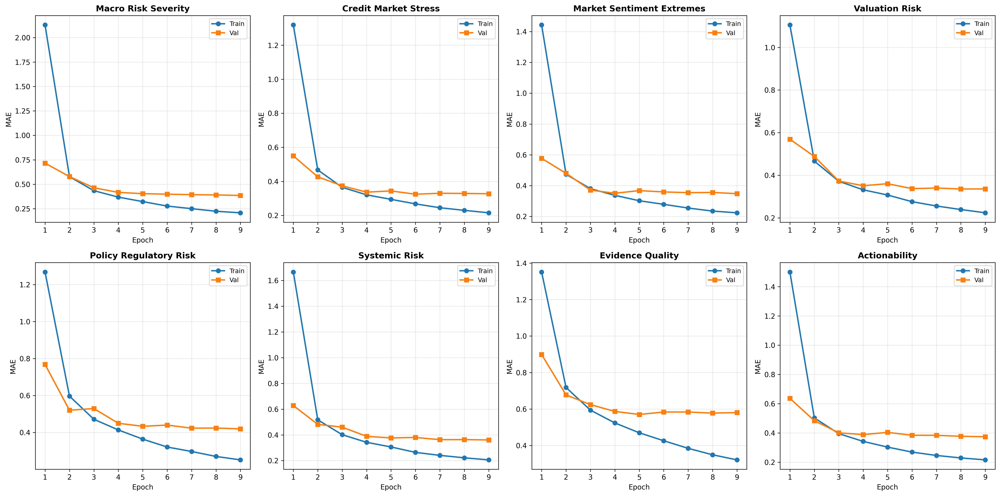 Macro Risk Severity
Train
Val
2.00
1.75
1.50
1.25
1.00
0.75
0.50
0.25
MAE
1 2 3 4 5 6 7 8 9
Epoch
Credit Market Stress
Train
Val
1.2
1.0
0.8
0.6
0.4
0.2
MAE
1 2 3 4 5 6 7 8 9
Epoch
Market Sentiment Extremes
Train
Val
1.4
1.2
1.0
0.8
0.6
0.4
0.2
MAE
1 2 3 4 5 6 7 8 9
Epoch
Valuation Risk
Train
Val
1.0
0.8
0.6
0.4
0.2
MAE
1 2 3 4 5 6 7 8 9
Epoch
Policy Regulatory Risk
Train
Val
1.2
1.0
0.8
0.6
0.4
MAE
1 2 3 4 5 6 7 8 9
Epoch
Systemic Risk
Train
Val
1.6
1.4
1.2
1.0
0.8
0.6
0.4
0.2
MAE
1 2 3 4 5 6 7 8 9
Epoch
Evidence Quality
Train
Val
1.4
1.2
1.0
0.8
0.6
0.4
MAE
1 2 3 4 5 6 7 8 9
Epoch
Actionability
Train
Val
1.4
1.2
1.0
0.8
0.6
0.4
0.2
MAE
1 2 3 4 5 6 7 8 9
Epoch